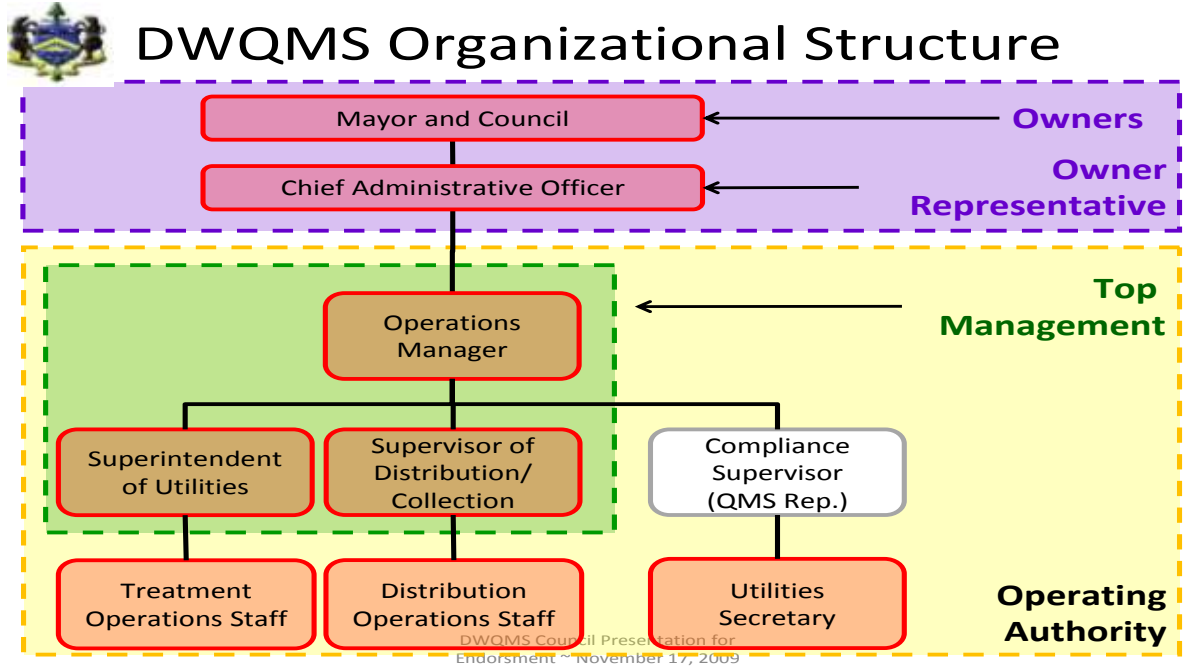 DWQMS Organizational Structure
Mayor and Council
Owners
Chief Administrative Officer
Owner
Representative
Top
Management
Operations
Manager
Superintendent
of Utilities
Supervisor of
Distribution/
Collection
Compliance
Supervisor
(QMS Rep.)
Treatment
Operations Staff
Distribution
Operations Staff
Utilities
Secretary
Operating
Authority
DWQMS Council Presentation for
Endorsment ~ November 17, 2009